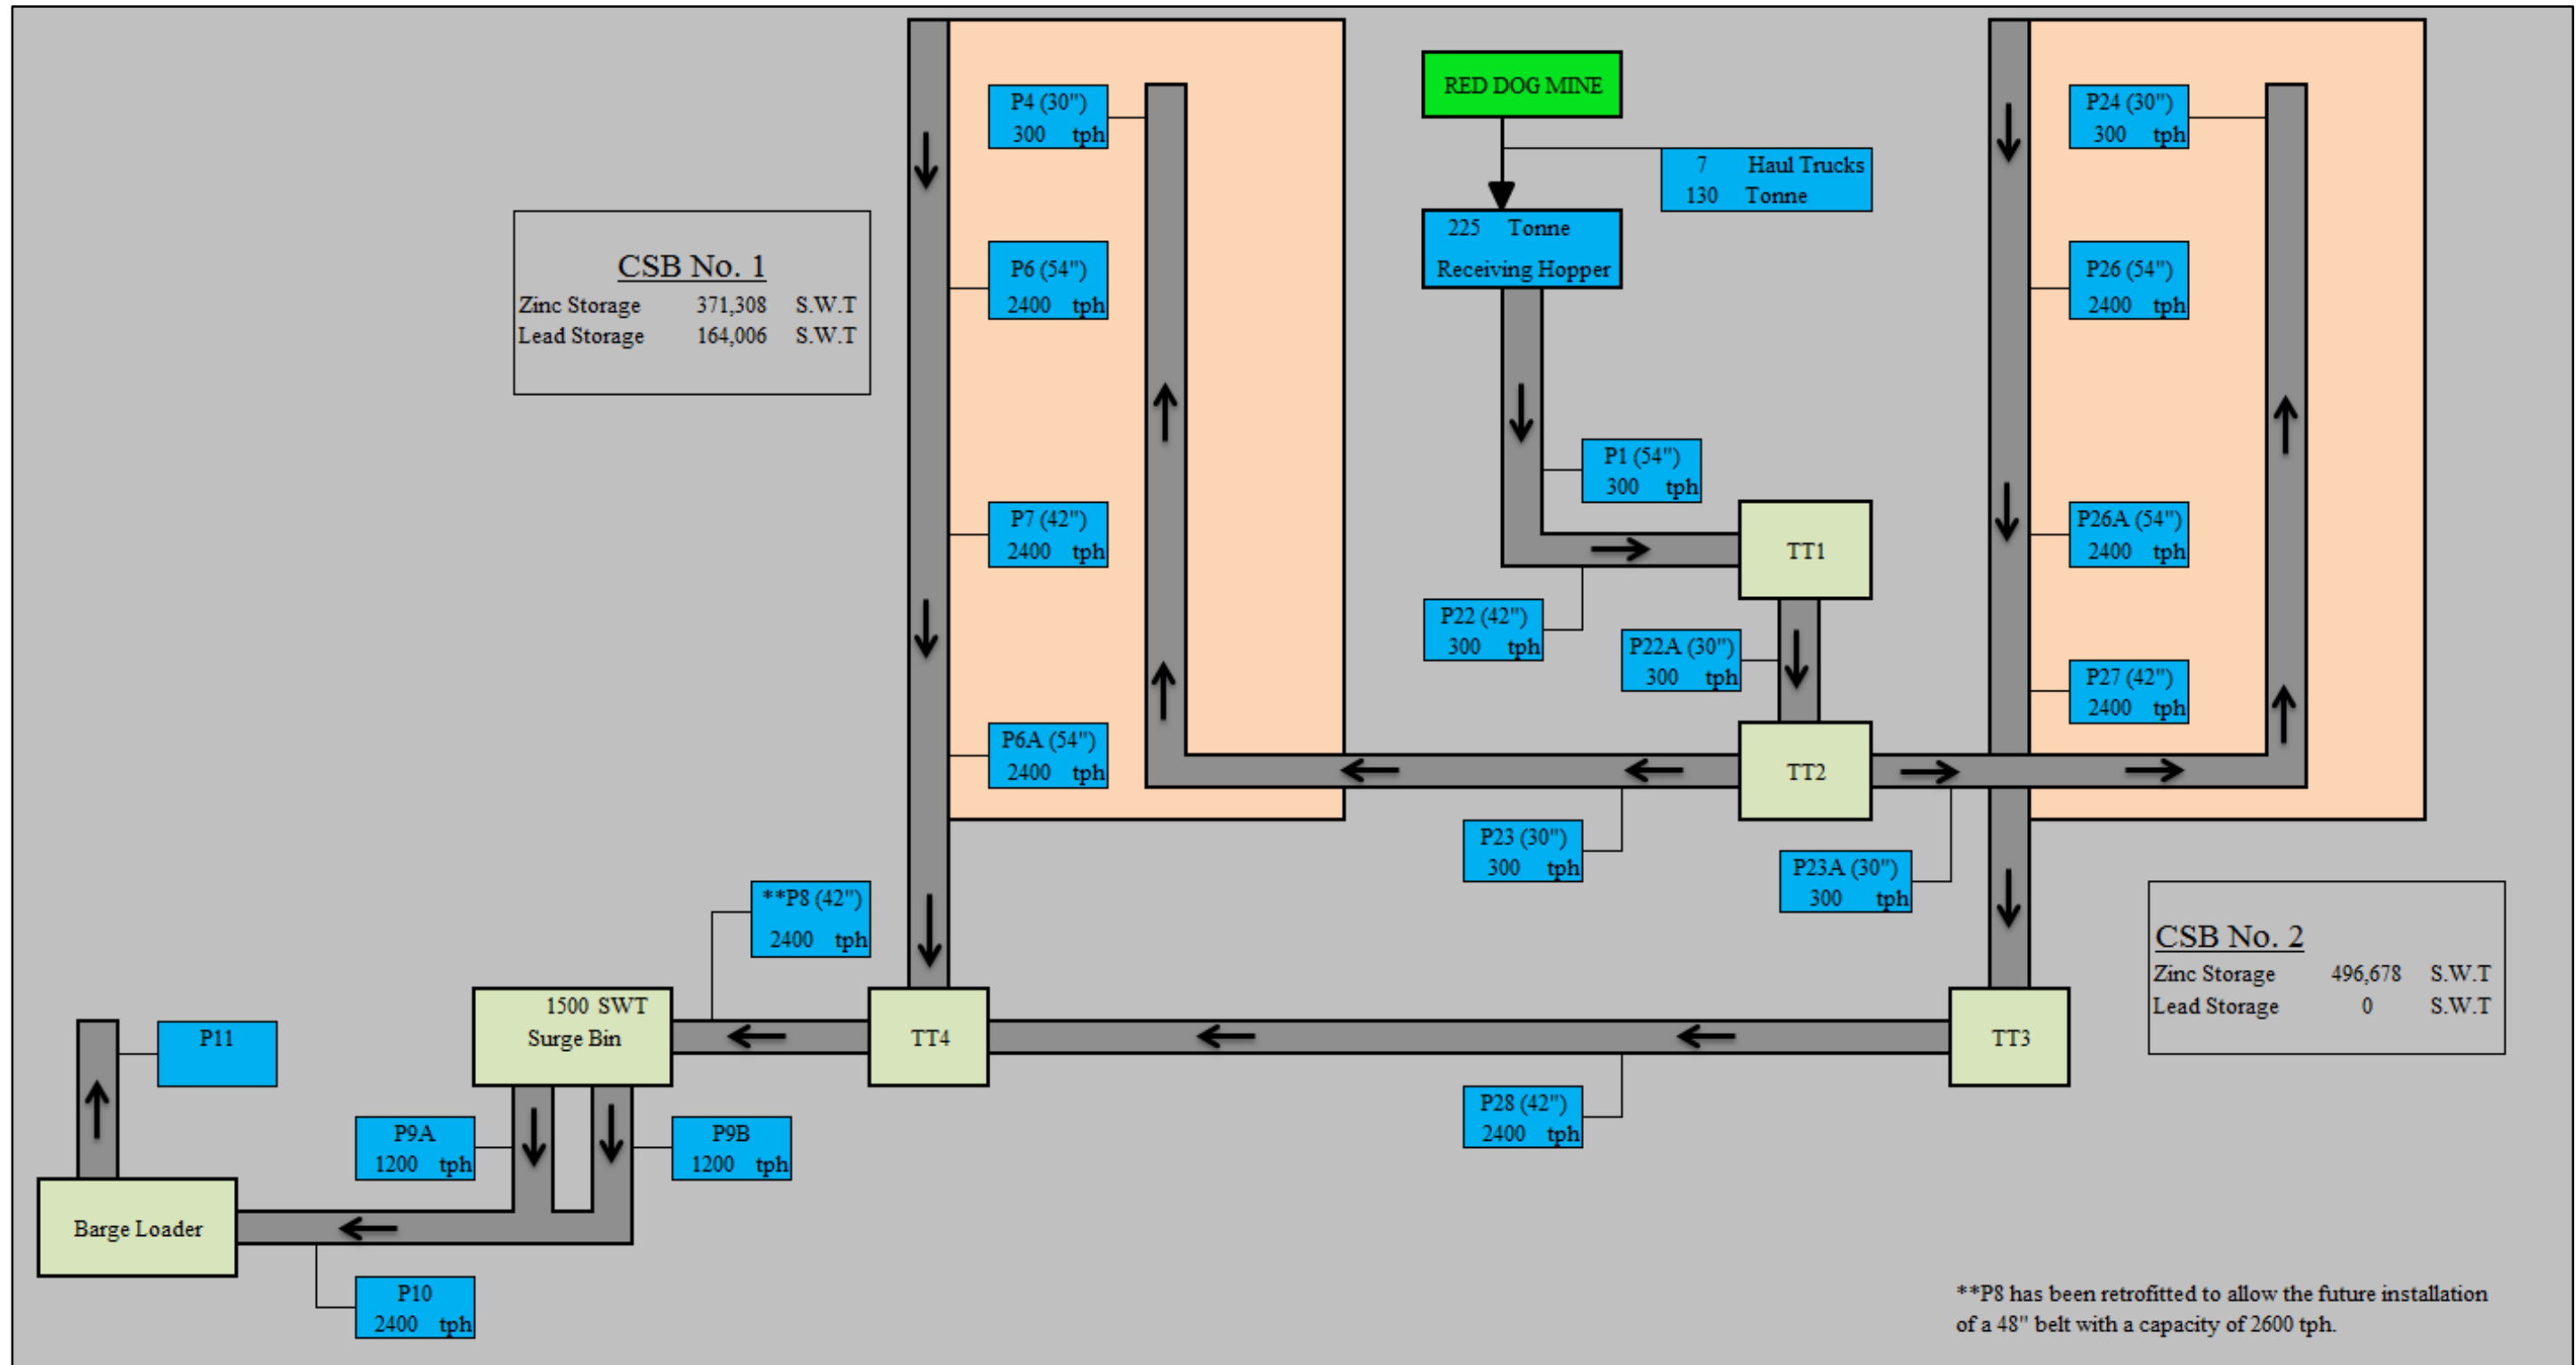 P4 (30")
300 tph
RED DOG MINE
P24 (30")
300 tph
7 Haul Trucks
130 Tonne
225 Tonne
Receiving Hopper
CSB No. 1
Zinc Storage 371,308 S.W.T
Lead Storage 164,006 S.W.T
P6 (54")
2400 tph
P26 (54")
2400 tph
P1 (54")
300 tph
P7 (42")
2400 tph
TT1
P26A (54")
2400 tph
P22 (42")
300 tph
P22A (30")
300 tph
P27 (42")
2400 tph
P6A (54")
2400 tph
TT2
P23 (30")
300 tph
P23A (30")
300 tph
**P8 (42")
2400 tph
CSB No. 2
Zinc Storage 496,678 S.W.T
Lead Storage 0 S.W.T
1500 SWT
Surge Bin
TT4
TT3
P11
P28 (42")
2400 tph
P9A
1200 tph
P9B
1200 tph
Barge Loader
P10
2400 tph
**P8 has been retrofitted to allow the future installation
of a 48" belt with a capacity of 2600 tph.